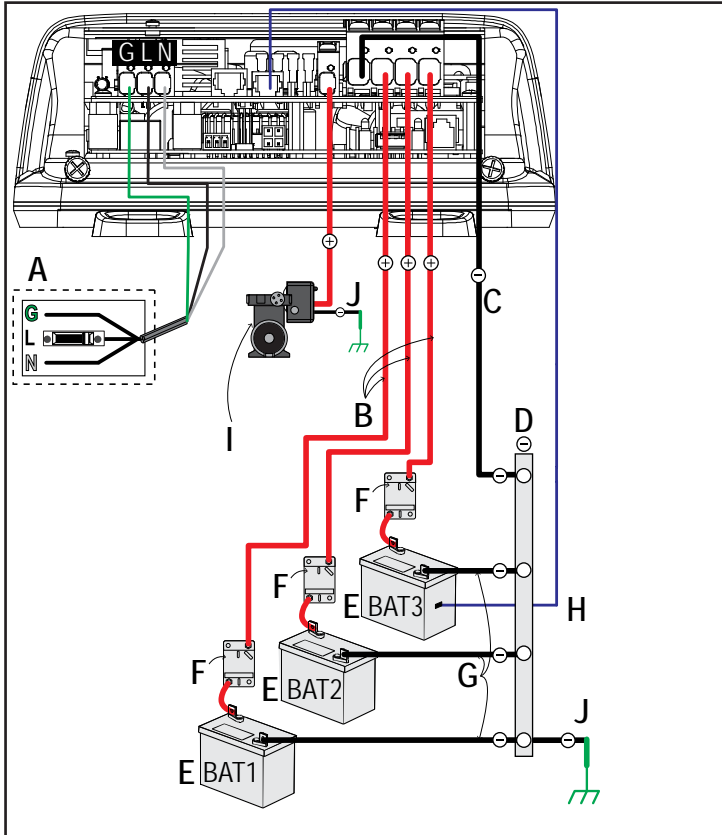 G L N
A
G
L
N
+
+ + +
J
-
-
C
I
B
D
-
F
-
F
-
E BAT3
H
F
E BAT2
G
-
J
E BAT1
-
-